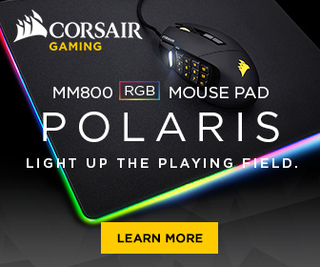 CORSAIR
GAMING
MM800 RGB MOUSE PAD
POLARIS
LIGHT UP THE PLAYING FIELD.
LEARN MORE